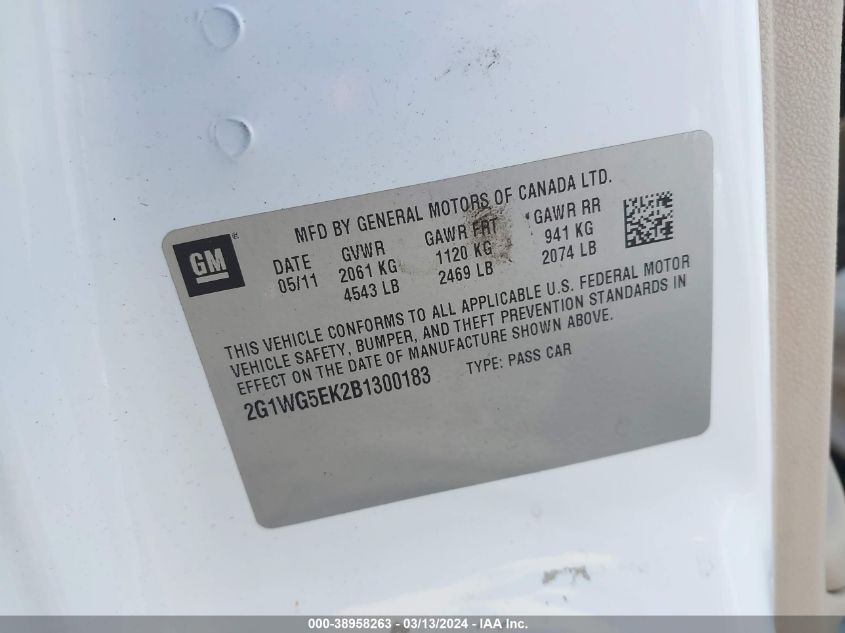 GM®
MFD BY GENERAL MOTORS OF CANADA LTD.
DATE GVWR GAWR FRT GAWR RR
05/11 2061 KG 1120 KG 941 KG
4543 LB 2469 LB 2074 LB
THIS VEHICLE CONFORMS TO ALL APPLICABLE U.S. FEDERAL MOTOR
VEHICLE SAFETY, BUMPER, AND THEFT PREVENTION STANDARDS IN
EFFECT ON THE DATE OF MANUFACTURE SHOWN ABOVE.
2G1WG5EK2B1300183 TYPE: PASS CAR
000-38958263 - 03/13/2024 - IAA Inc.